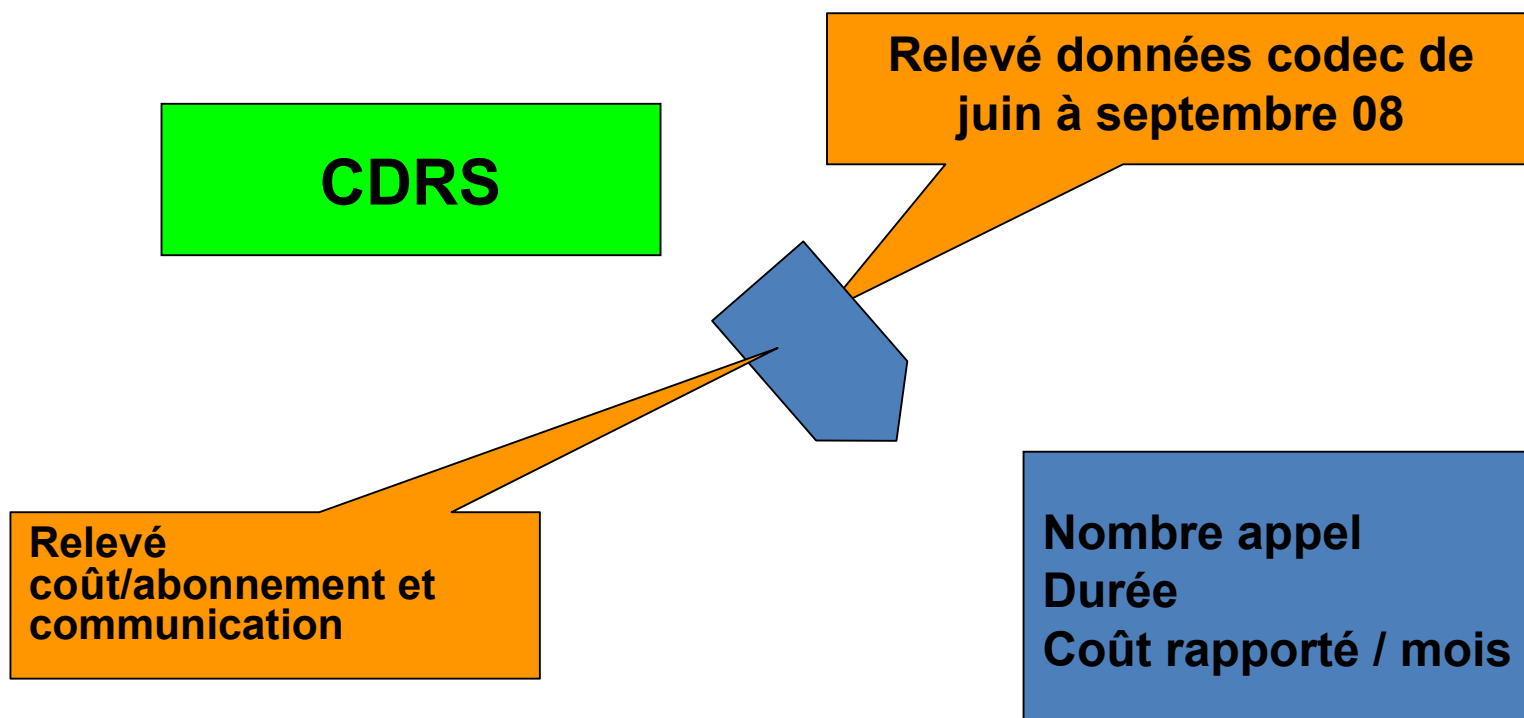 Relevé données codec de
juin à septembre 08
CDRS
Relevé
coût/abonnement et
communication
Nombre appel
Durée
Coût rapporté / mois